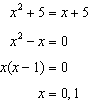 x² + 5 = x + 5
x² − x = 0
x(x − 1) = 0
x = 0, 1